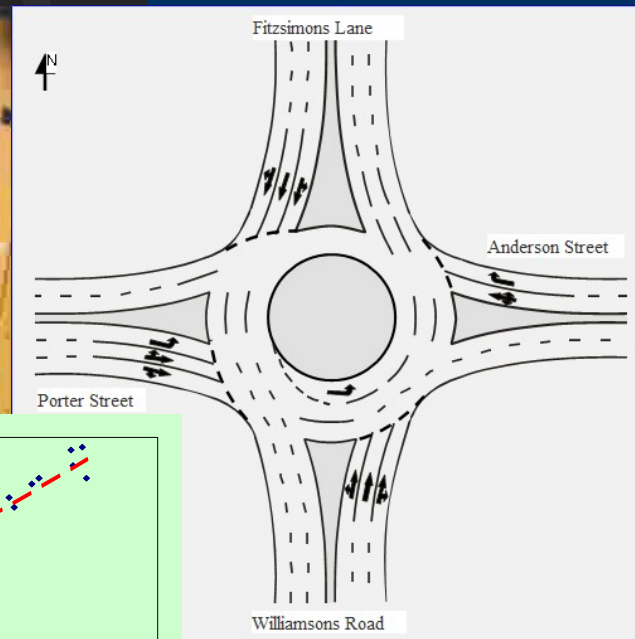 Fitzsimons Lane
N
Anderson Street
Porter Street
Williamsons Road